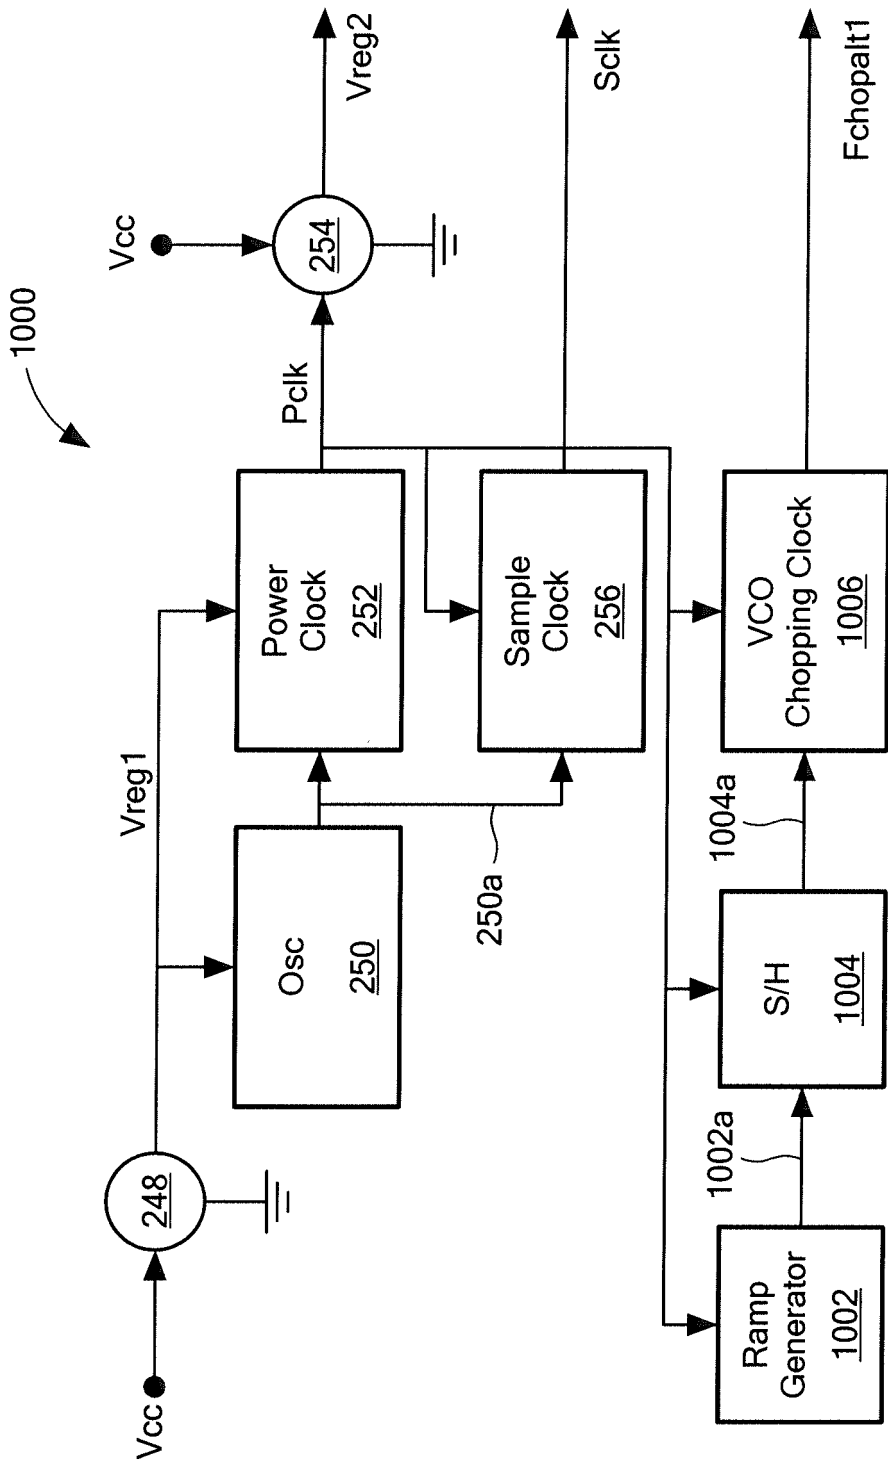 1000
Vcc
248
Vreg1
Osc
250
250a
Power
Clock
252
Pclk
Vcc
254
Vreg2
Sample
Clock
256
Sclk
Ramp
Generator
1002
1002a
S/H
1004
1004a
VCO
Chopping Clock
1006
Fchopalt1